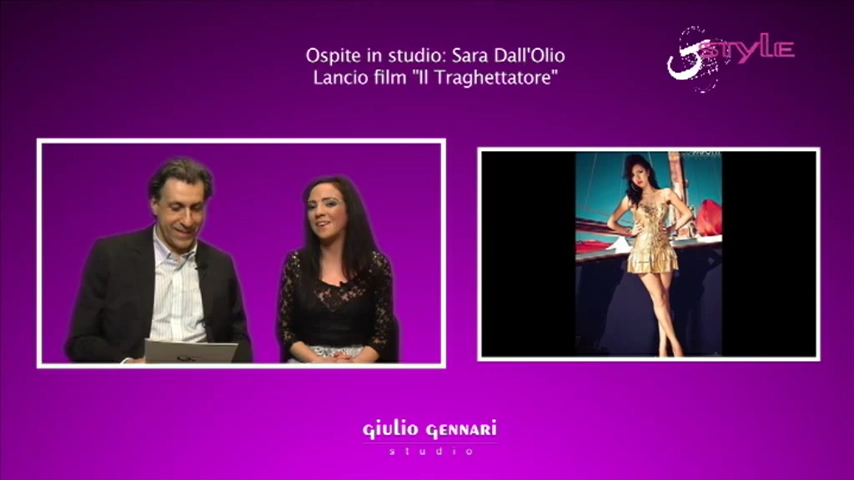 Ospite in studio: Sara Dall'Olio
Lancio film "Il Traghettatore"
STYLE
GIULIO GENNARI
studio